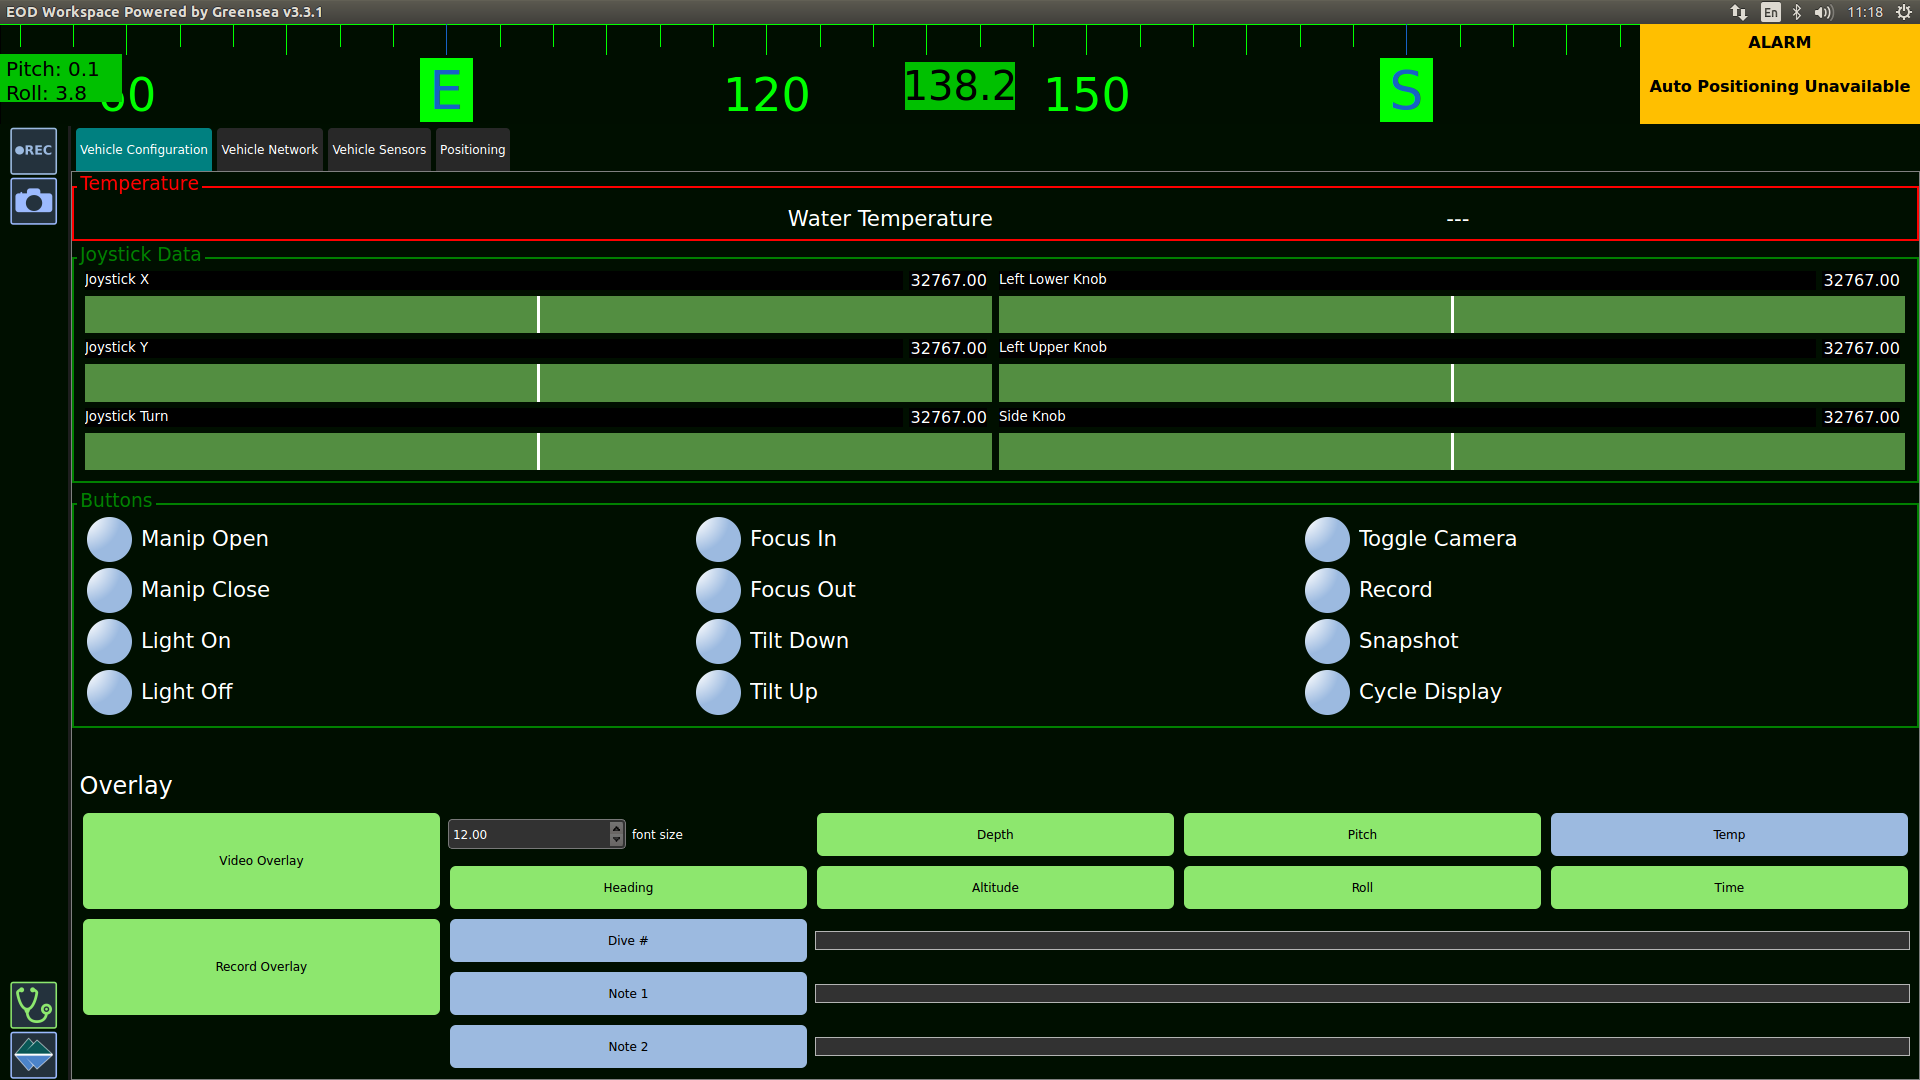 EOD Workspace Powered by Greensea v3.3.1
En
11:18
Pitch: 0.1
Roll: 3.8
60
E
120
138.2
150
S
ALARM
Auto Positioning Unavailable
●REC
Vehicle Configuration
Vehicle Network
Vehicle Sensors
Positioning
Temperature
Water Temperature
---
Joystick Data
Joystick X
32767.00
Left Lower Knob
32767.00
Joystick Y
32767.00
Left Upper Knob
32767.00
Joystick Turn
32767.00
Side Knob
32767.00
Buttons
Manip Open
Focus In
Toggle Camera
Manip Close
Focus Out
Record
Light On
Tilt Down
Snapshot
Light Off
Tilt Up
Cycle Display
Overlay
Video Overlay
12.00
font size
Depth
Pitch
Temp
Heading
Altitude
Roll
Time
Record Overlay
Dive #
Note 1
Note 2